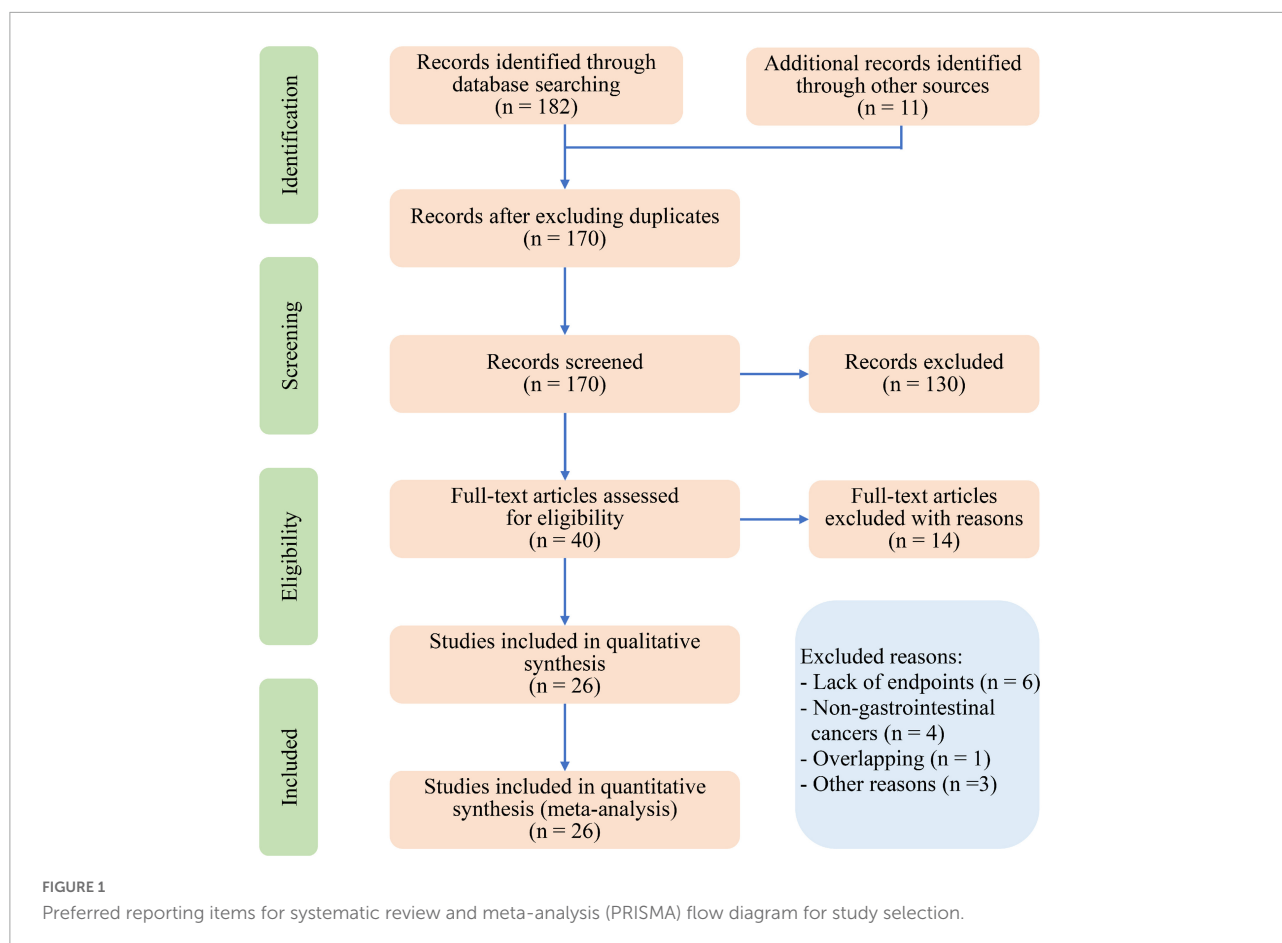 Identification
Records identified through
database searching
(n = 182)
Additional records identified
through other sources
(n = 11)
Records after excluding duplicates
(n = 170)
Screening
Records screened
(n = 170)
Records excluded
(n = 130)
Eligibility
Full-text articles assessed
for eligibility
(n = 40)
Full-text articles
excluded with reasons
(n = 14)
Included
Studies included in qualitative
synthesis
(n = 26)
Excluded reasons:
- Lack of endpoints (n = 6)
- Non-gastrointestinal
cancers (n = 4)
- Overlapping (n = 1)
- Other reasons (n =3)
Studies included in quantitative
synthesis (meta-analysis)
(n = 26)
FIGURE 1
Preferred reporting items for systematic review and meta-analysis (PRISMA) flow diagram for study selection.